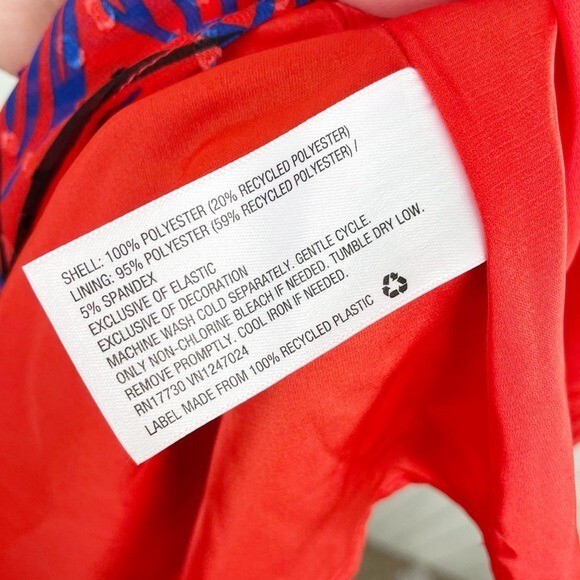 SHELL: 100% POLYESTER (20% RECYCLED POLYESTER)
LINING: 95% POLYESTER (59% RECYCLED POLYESTER) /
5% SPANDEX
EXCLUSIVE OF ELASTIC
EXCLUSIVE OF DECORATION
MACHINE WASH COLD SEPARATELY. GENTLE CYCLE.
ONLY NON-CHLORINE BLEACH IF NEEDED. TUMBLE DRY LOW.
REMOVE PROMPTLY. COOL IRON IF NEEDED.
RN17730 VN1247024
LABEL MADE FROM 100% RECYCLED PLASTIC